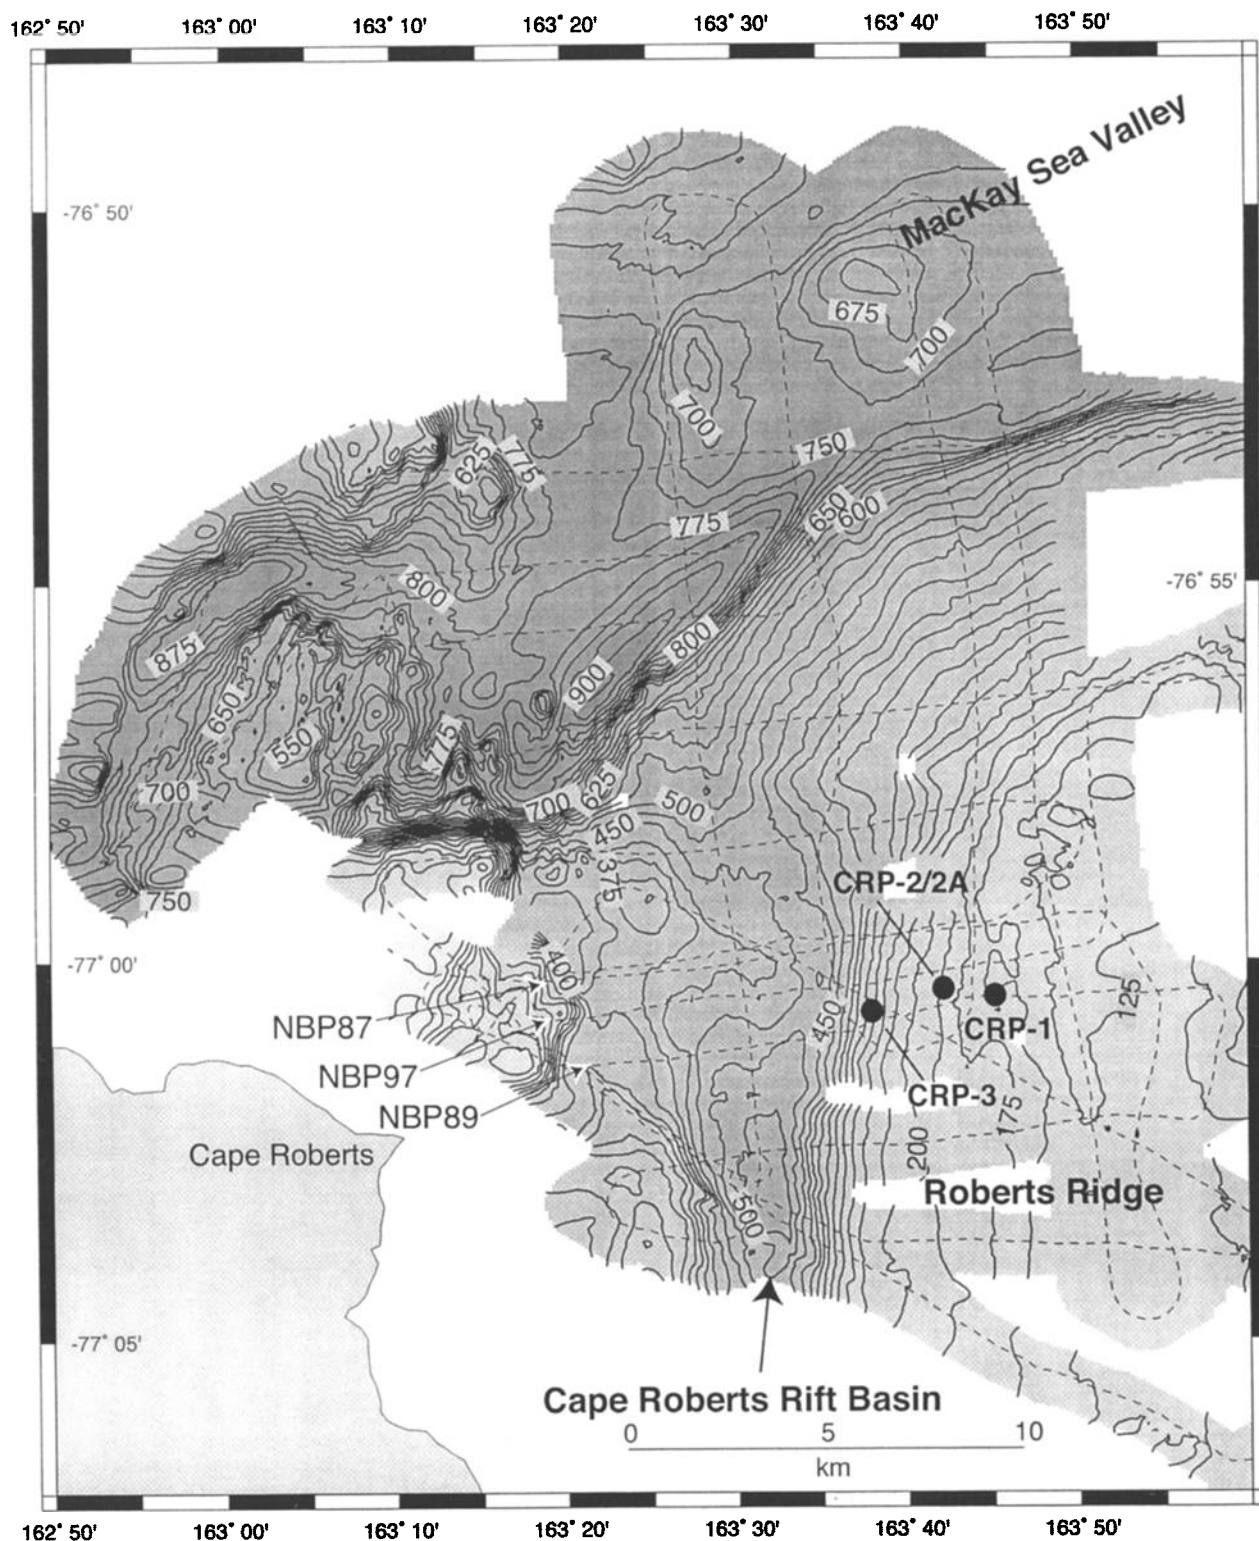 162° 50' 163° 00' 163° 10' 163° 20' 163° 30' 163° 40' 163° 50'
MacKay Sea Valley
-76° 50'
675
700
700
750
625
775
650
600
775
-76° 55'
800
800
875
900
650
550
775
700
700
625
500
450
375
CRP-2/2A
750
-77° 00'
400
125
450
NBP87
CRP-1
NBP97
CRP-3
NBP89
175
Cape Roberts
200
Roberts Ridge
500
-77° 05'
Cape Roberts Rift Basin
0 5 10
km
162° 50' 163° 00' 163° 10' 163° 20' 163° 30' 163° 40' 163° 50'